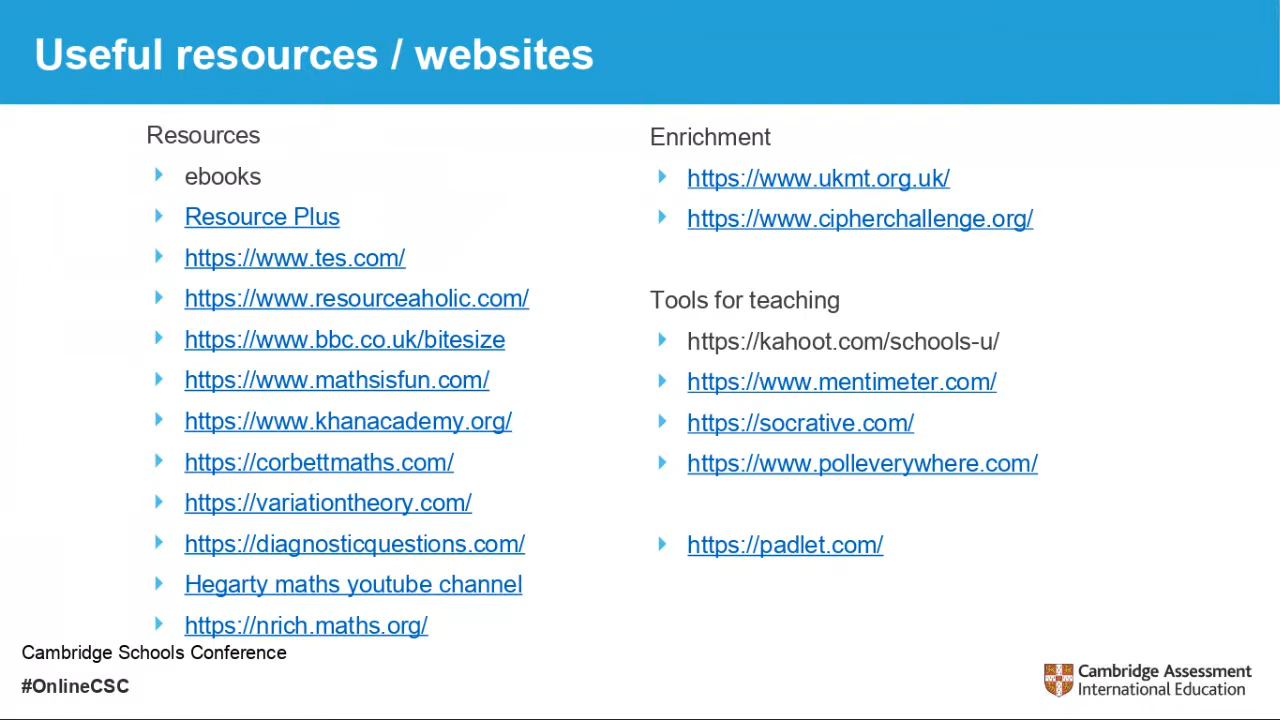 Useful resources / websites
Resources
ebooks
Resource Plus
https://www.tes.com/
https://www.resourceaholic.com/
https://www.bbc.co.uk/bitesize
https://www.mathsisfun.com/
https://www.khanacademy.org/
https://corbettmaths.com/
https://variationtheory.com/
https://diagnosticquestions.com/
Hegarty maths youtube channel
https://nrich.maths.org/
Enrichment
https://www.ukmt.org.uk/
https://www.cipherchallenge.org/
Tools for teaching
https://kahoot.com/schools-u/
https://www.mentimeter.com/
https://socrative.com/
https://www.polleverywhere.com/
https://padlet.com/
Cambridge Schools Conference
#OnlineCSC
Cambridge Assessment
International Education